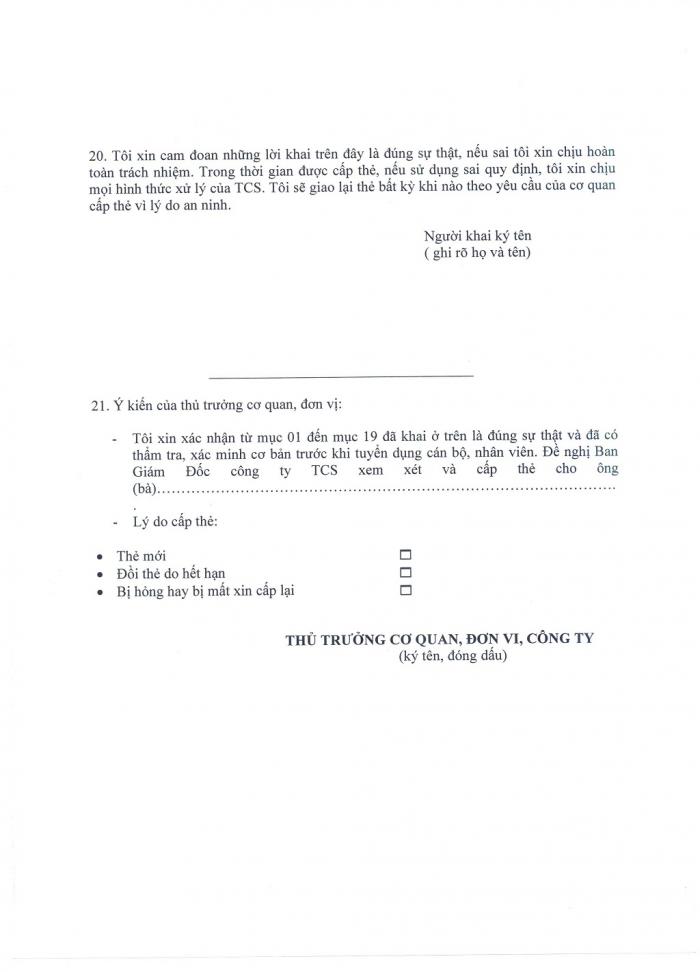 20. Tôi xin cam đoan những lời khai trên đây là đúng sự thật, nếu sai tôi xin chịu hoàn
toàn trách nhiệm. Trong thời gian được cấp thẻ, nếu sử dụng sai quy định, tôi xin chịu
mọi hình thức xử lý của TCS. Tôi sẽ giao lại thẻ bất kỳ khi nào theo yêu cầu của cơ quan
cấp thẻ vì lý do an ninh.
Người khai ký tên
( ghi rõ họ và tên)
21. Ý kiến của thủ trưởng cơ quan, đơn vị:
- Tôi xin xác nhận từ mục 01 đến mục 19 đã khai ở trên là đúng sự thật và đã có
thẩm tra, xác minh cơ bản trước khi tuyển dụng cán bộ, nhân viên. Đề nghị Ban
Giám Đốc công ty TCS xem xét và cấp thẻ cho ông
(bà)……………………………………………………………………………
- Lý do cấp thẻ:
• Thẻ mới □
• Đổi thẻ do hết hạn □
• Bị hỏng hay bị mất xin cấp lại □
THỦ TRƯỞNG CƠ QUAN, ĐƠN VI, CÔNG TY
(ký tên, đóng dấu)